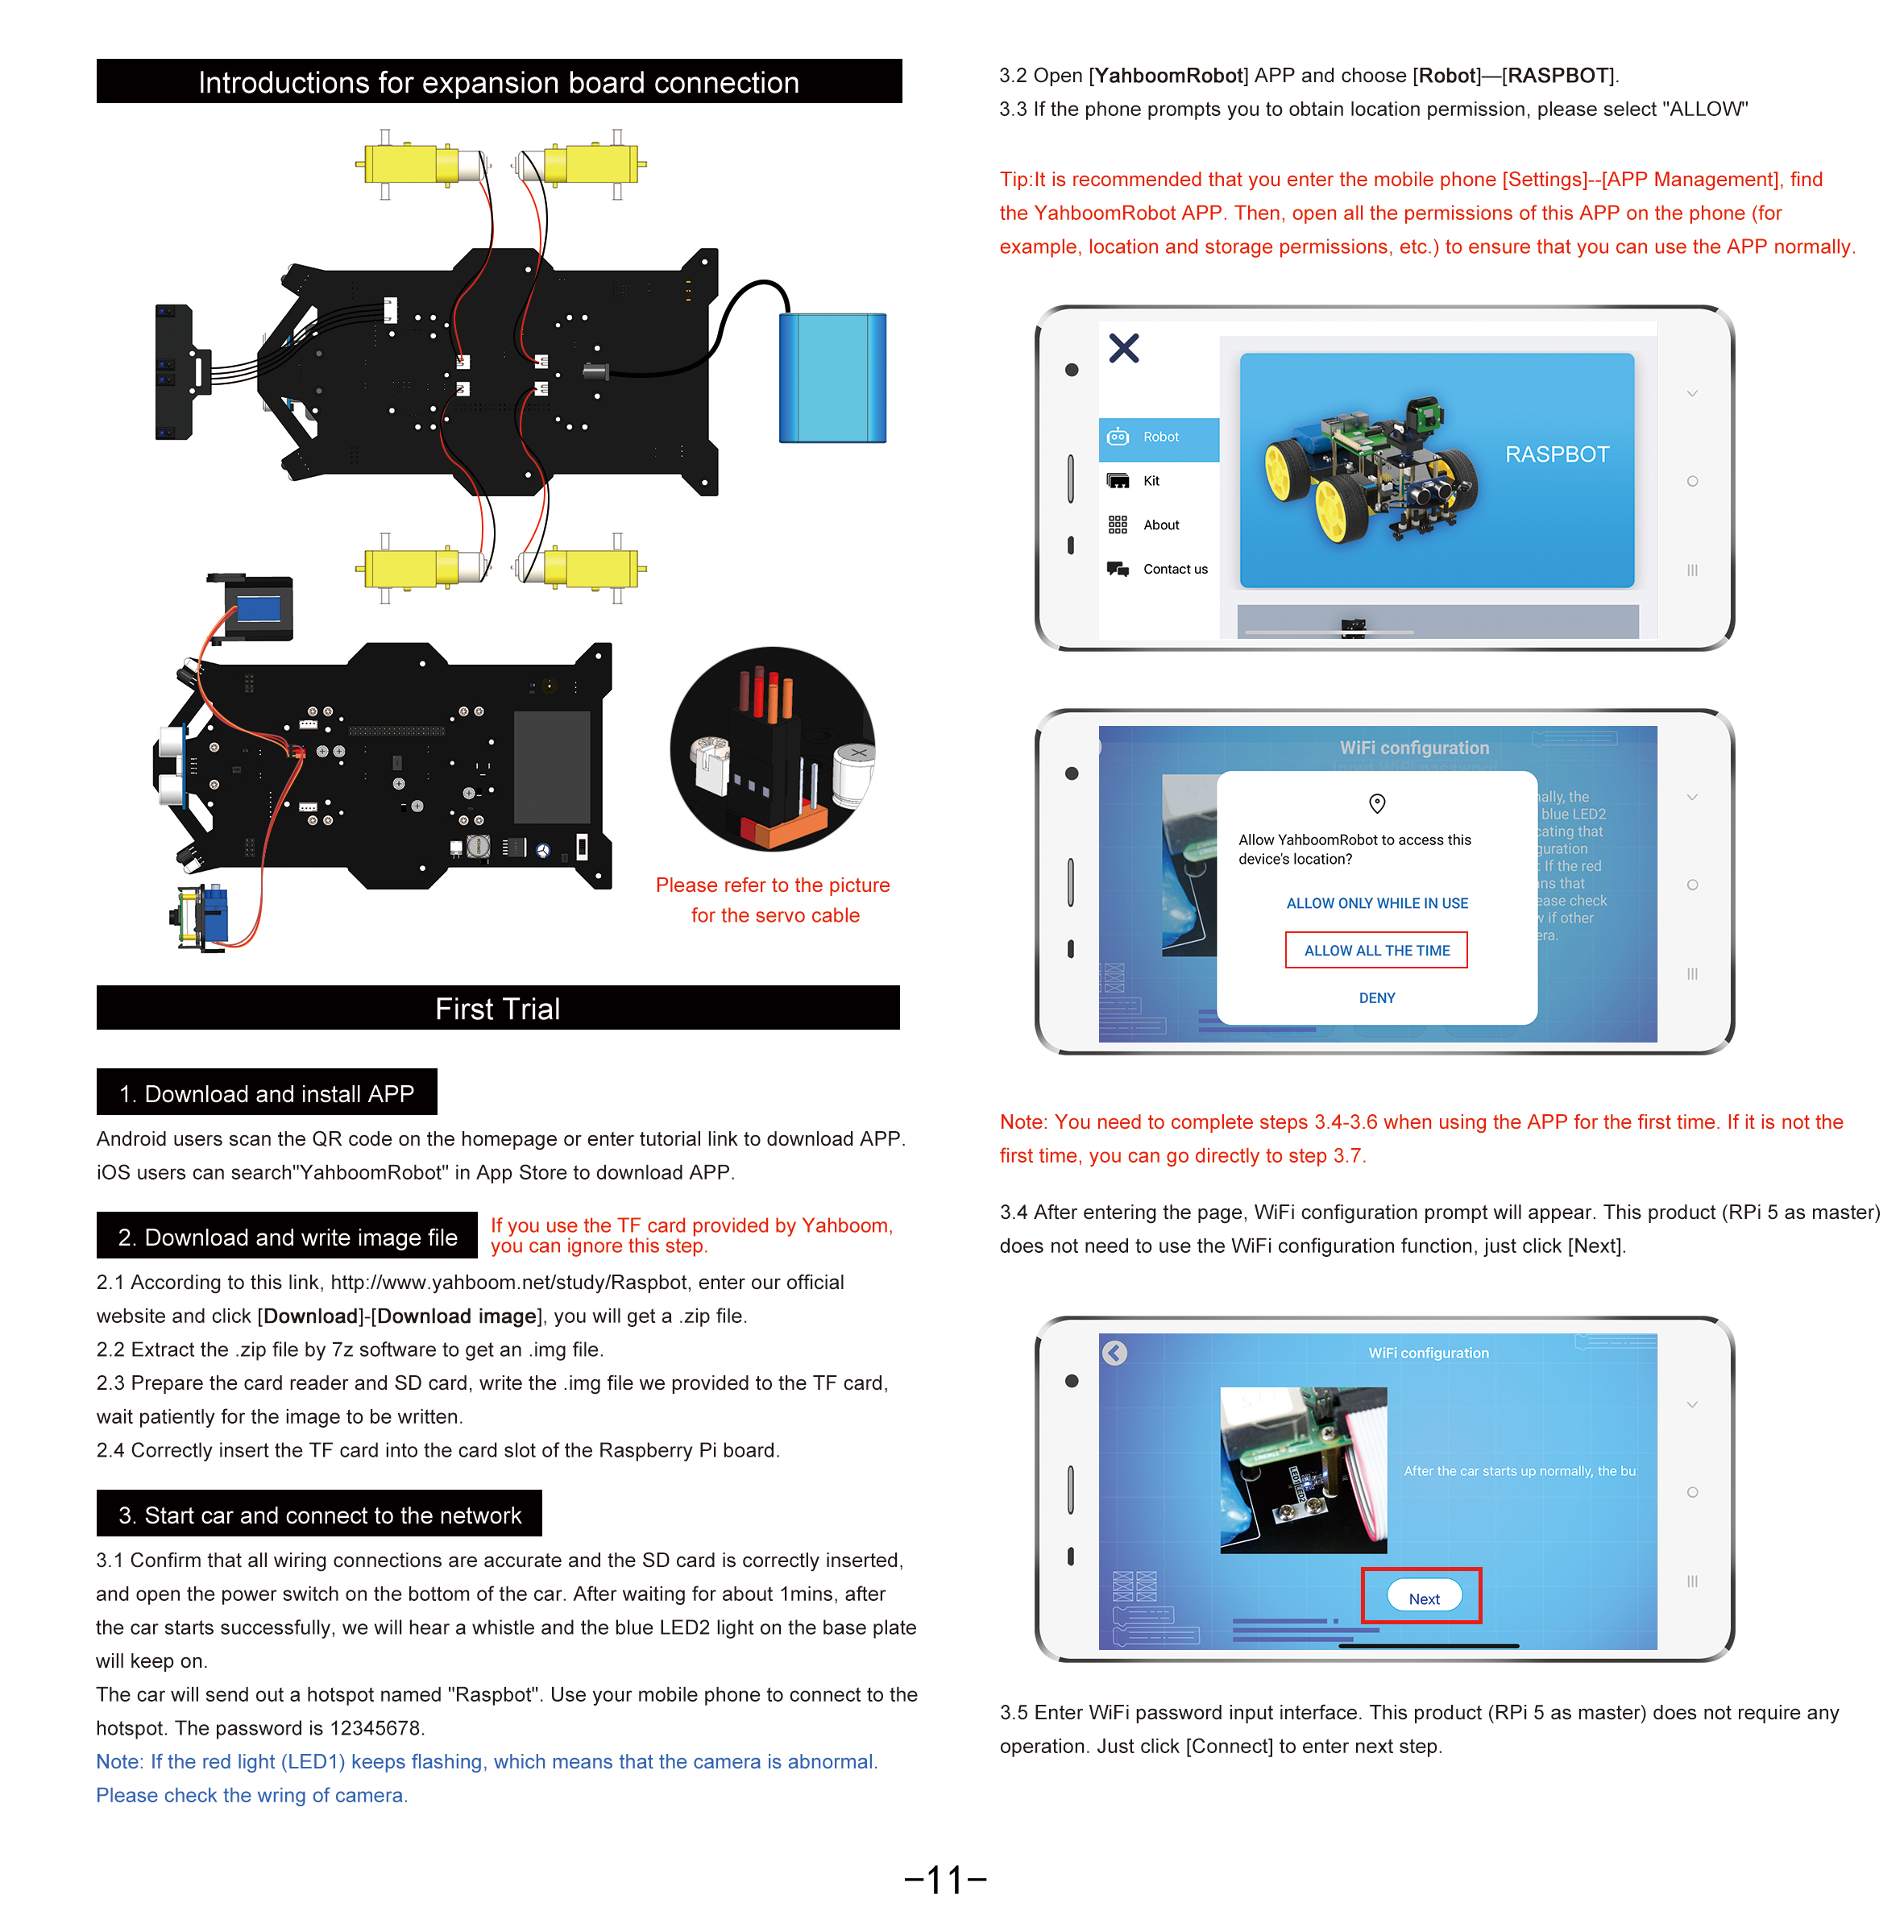 Introductions for expansion board connection
Please refer to the picture
for the servo cable
First Trial
1. Download and install APP
Android users scan the QR code on the homepage or enter tutorial link to download APP.
iOS users can search"YahboomRobot" in App Store to download APP.
2. Download and write image file
If you use the TF card provided by Yahboom,
you can ignore this step.
2.1 According to this link, http://www.yahboom.net/study/Raspbot, enter our official
website and click [Download]-[Download image], you will get a .zip file.
2.2 Extract the .zip file by 7z software to get an .img file.
2.3 Prepare the card reader and SD card, write the .img file we provided to the TF card,
wait patiently for the image to be written.
2.4 Correctly insert the TF card into the card slot of the Raspberry Pi board.
3. Start car and connect to the network
3.1 Confirm that all wiring connections are accurate and the SD card is correctly inserted,
and open the power switch on the bottom of the car. After waiting for about 1mins, after
the car starts successfully, we will hear a whistle and the blue LED2 light on the base plate
will keep on.
The car will send out a hotspot named "Raspbot". Use your mobile phone to connect to the
hotspot. The password is 12345678.
Note: If the red light (LED1) keeps flashing, which means that the camera is abnormal.
Please check the wring of camera.
3.2 Open [YahboomRobot] APP and choose [Robot]—[RASPBOT].
3.3 If the phone prompts you to obtain location permission, please select "ALLOW"
Tip:It is recommended that you enter the mobile phone [Settings]--[APP Management], find
the YahboomRobot APP. Then, open all the permissions of this APP on the phone (for
example, location and storage permissions, etc.) to ensure that you can use the APP normally.
Robot
Kit
About
Contact us
RASPBOT
WiFi configuration
Input WiFi password
nally, the
blue LED2
cating that
guration
If the red
ns that
ease check
if other
era.
Allow YahboomRobot to access this
device's location?
ALLOW ONLY WHILE IN USE
ALLOW ALL THE TIME
DENY
Note: You need to complete steps 3.4-3.6 when using the APP for the first time. If it is not the
first time, you can go directly to step 3.7.
3.4 After entering the page, WiFi configuration prompt will appear. This product (RPi 5 as master)
does not need to use the WiFi configuration function, just click [Next].
WiFi configuration
LED1
LED2
After the car starts up normally, the bu
Next
3.5 Enter WiFi password input interface. This product (RPi 5 as master) does not require any
operation. Just click [Connect] to enter next step.
-11-